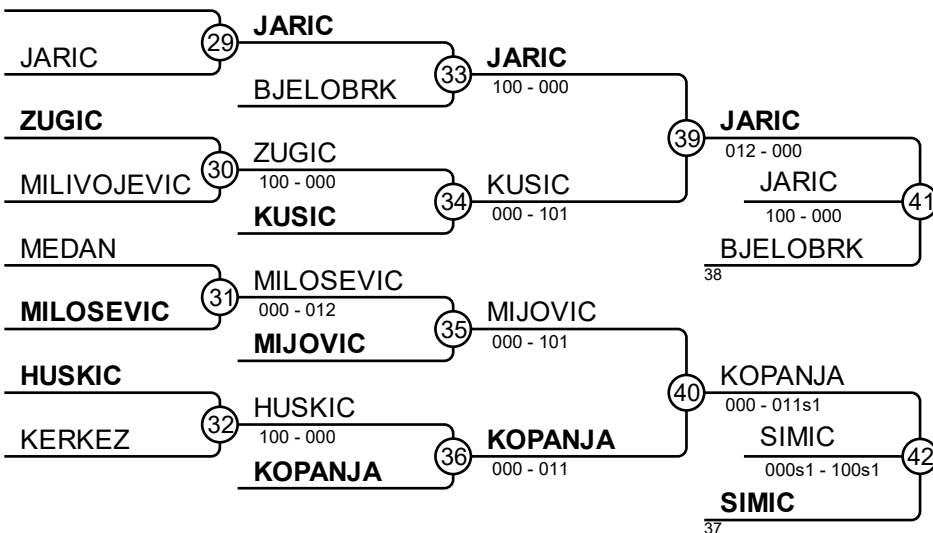 JARIC
29
JARIC
BJELOBRK
33
JARIC
100 - 000
ZUGIC
MILIVOJEVIC
30
ZUGIC
100 - 000
KUSIC
34
KUSIC
000 - 101
39
JARIC
012 - 000
JARIC
100 - 000
BJELOBRK
38
41
MEDAN
MILOSEVIC
31
MILOSEVIC
000 - 012
MIJOVIC
35
MIJOVIC
000 - 101
HUSKIC
KERKEZ
32
HUSKIC
100 - 000
KOPANJA
36
KOPANJA
000 - 011
40
KOPANJA
000 - 011s1
SIMIC
000s1 - 100s1
SIMIC
37
42